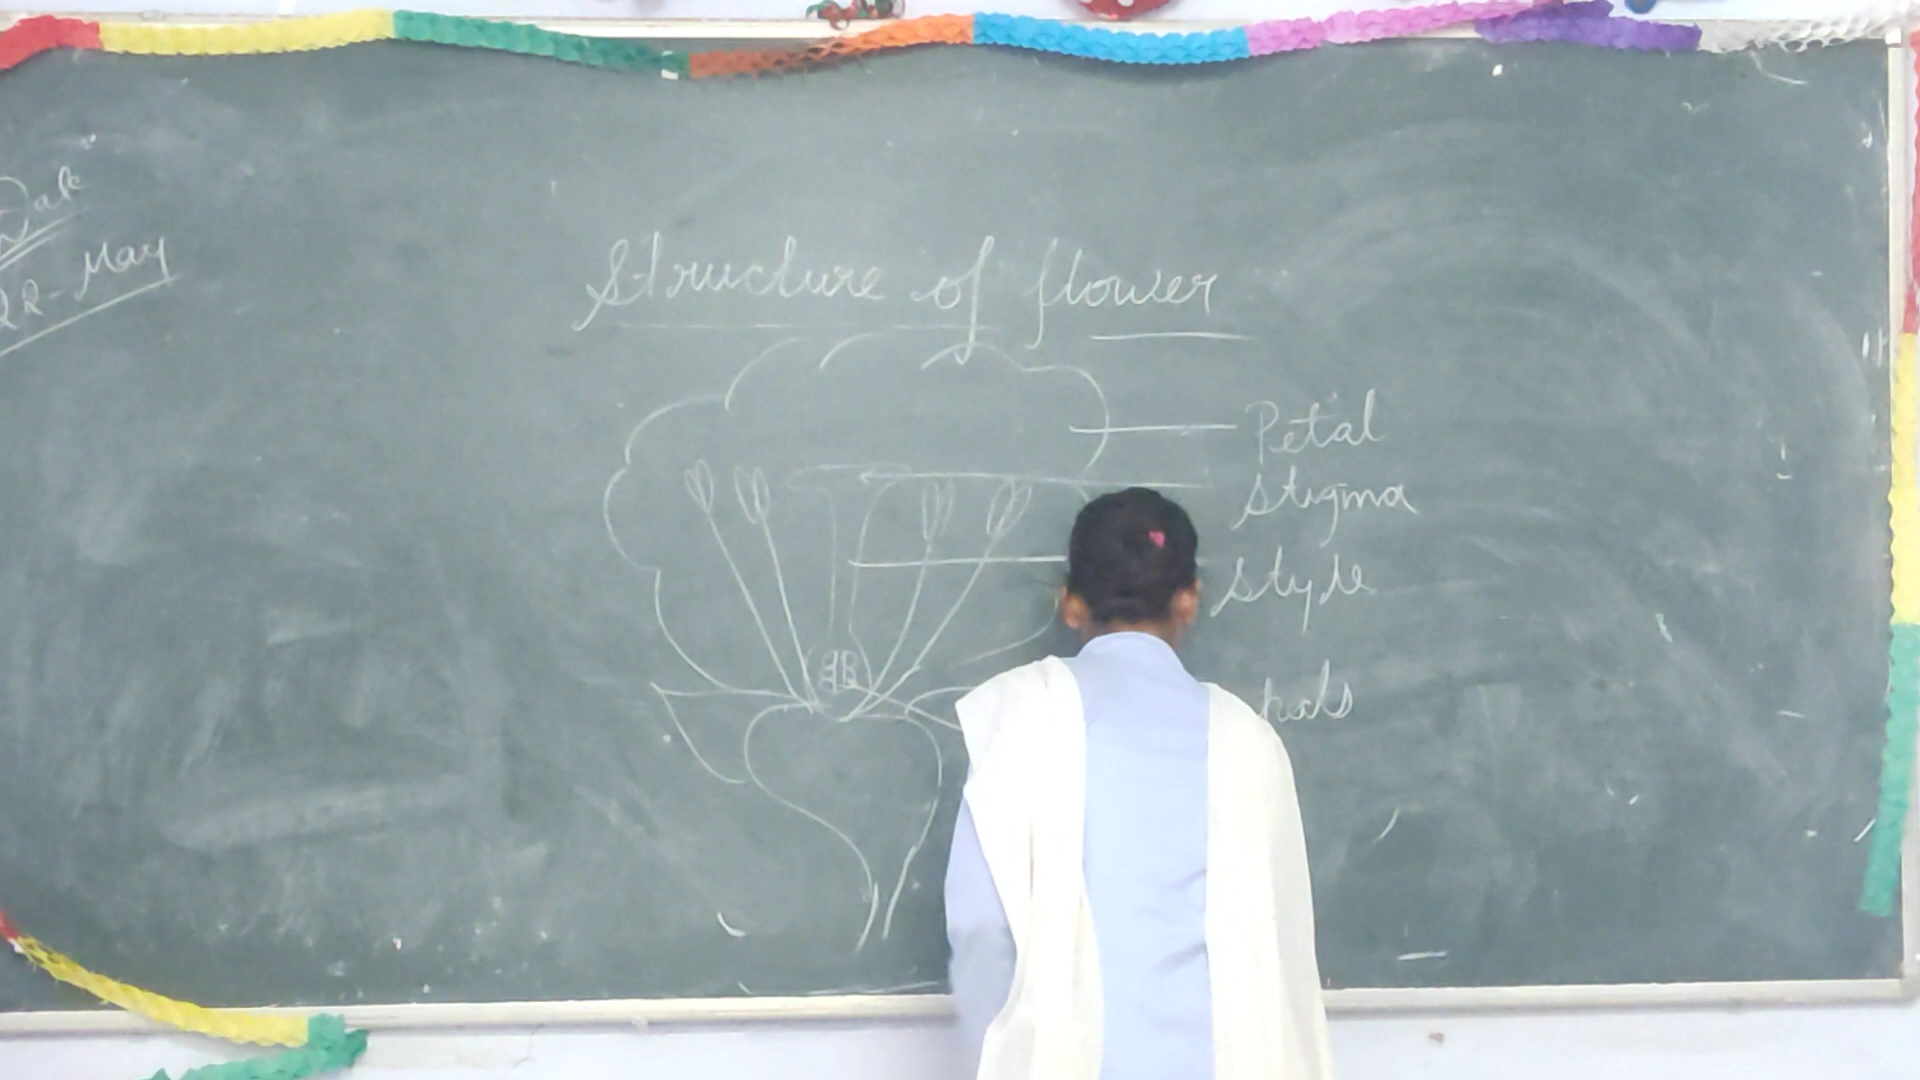 Date
22-May
Structure of flower
Petal
Stigma
Style